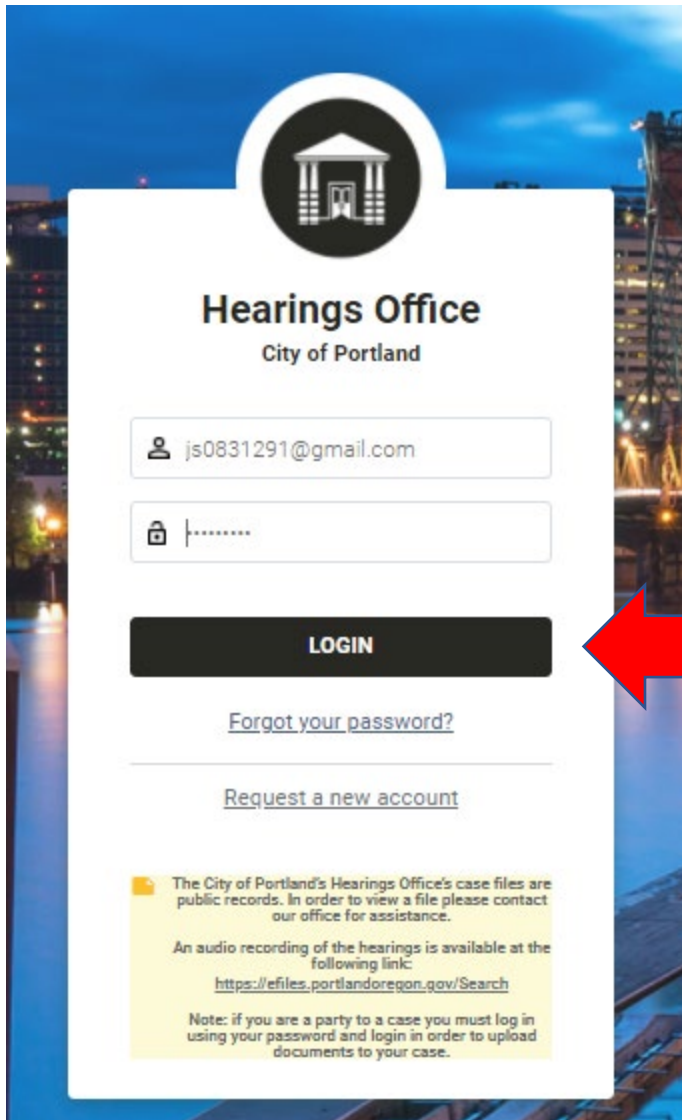 Hearings Office
City of Portland
js0831291@gmail.com
·········
LOGIN
Forgot your password?
Request a new account
The City of Portland's Hearings Office's case files are
public records. In order to view a file please contact
our office for assistance.
An audio recording of the hearings is available at the
following link:
https://efiles.portlandoregon.gov/Search
Note: if you are a party to a case you must log in
using your password and login in order to upload
documents to your case.